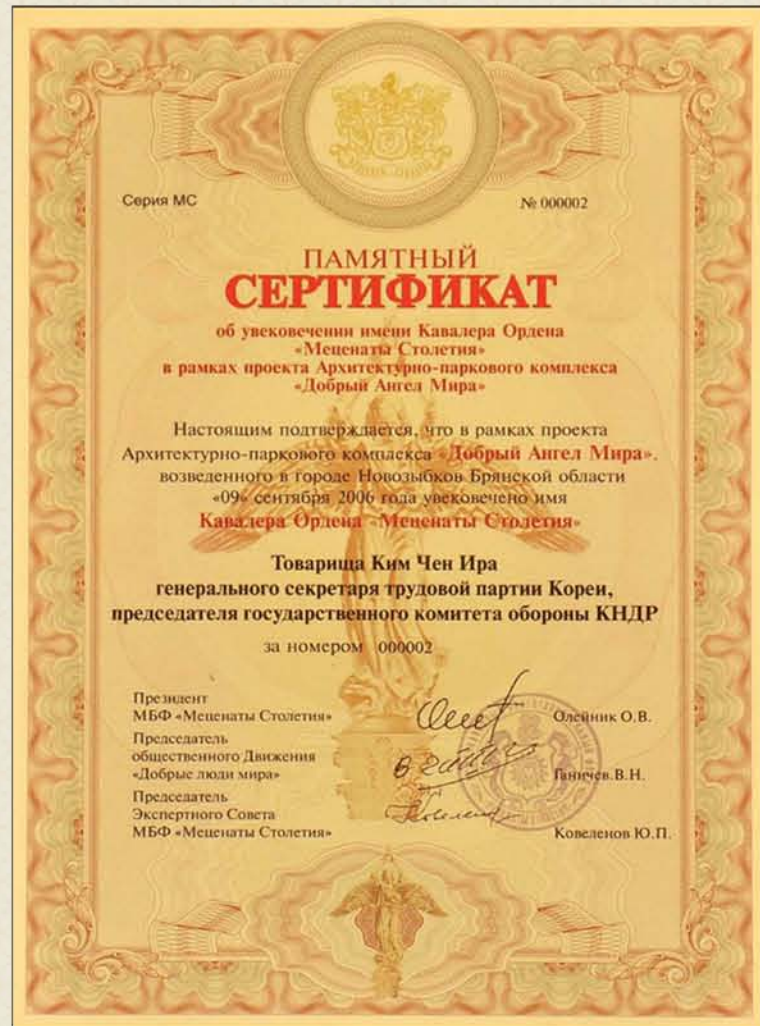 Серия МС
№ 000002
ПАМЯТНЫЙ
СЕРТИФИКАТ
об увековечении имени Кавалера Ордена
«Меценаты Столетия»
в рамках проекта Архитектурно-паркового комплекса
«Добрый Ангел Мира»
Настоящим подтверждается, что в рамках проекта
Архитектурно-паркового комплекса «Добрый Ангел Мира»,
возведенного в городе Новозыбков Брянской области
«09» сентября 2006 года увековечено имя
Кавалера Ордена «Меценаты Столетия»
Товарища Ким Чен Ира
генерального секретаря трудовой партии Кореи,
председателя государственного комитета обороны КНДР
за номером 000002
Президент
МБФ «Меценаты Столетия» Олейник О.В.
Председатель
общественного Движения
«Добрые люди мира» Ганичев.В.Н.
Председатель
Экспертного Совета
МБФ «Меценаты Столетия» Ковеленов Ю.П.